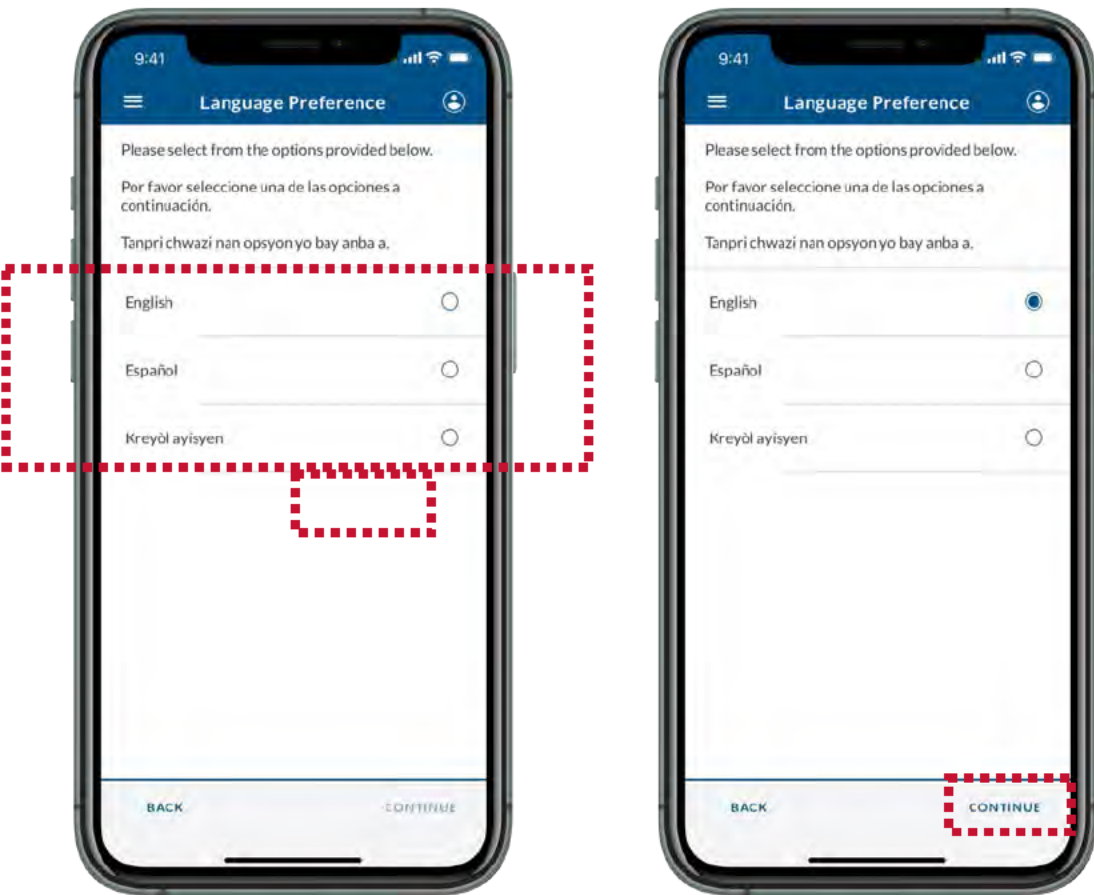 9:41
Language Preference
Please select from the options provided below.
Por favor seleccione una de las opciones a
continuación.
Tanpri chwazi nan opsyon yo bay anba a.
English
Español
Kreyòl ayisyen
BACK
CONTINUE
9:41
Language Preference
Please select from the options provided below.
Por favor seleccione una de las opciones a
continuación.
Tanpri chwazi nan opsyon yo bay anba a.
English
Español
Kreyòl ayisyen
BACK
CONTINUE